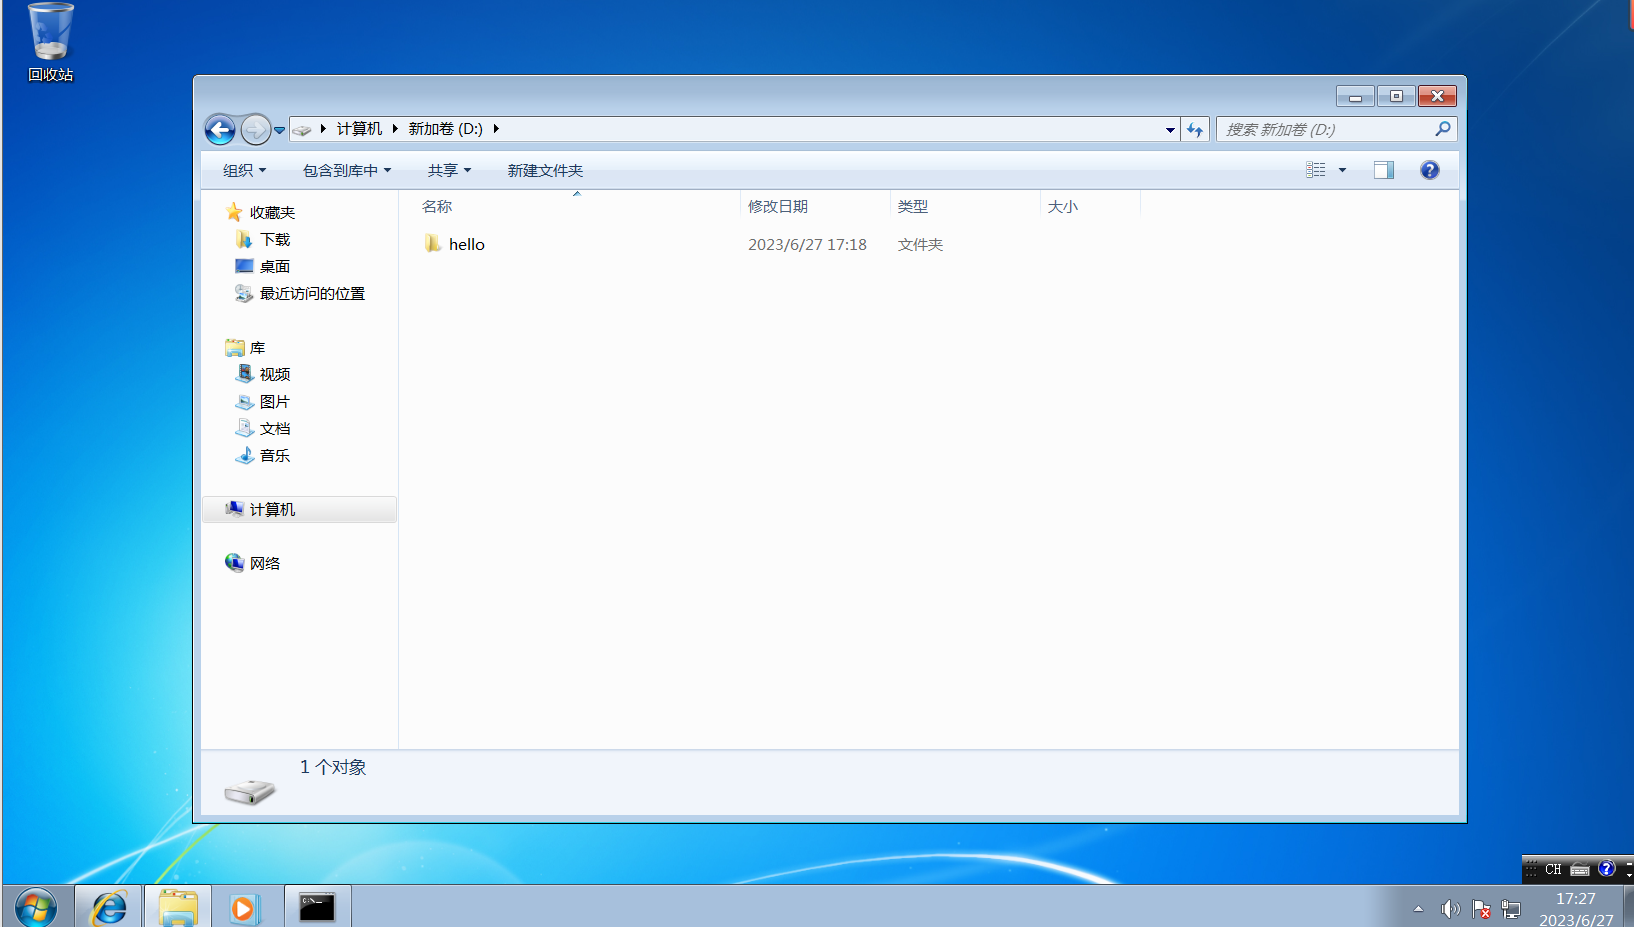 回收站
计算机 新加卷 (D:)
搜索 新加卷 (D:)
组织 包含到库中 共享 新建文件夹
名称 修改日期 类型 大小
hello 2023/6/27 17:18 文件夹
收藏夹
下载
桌面
最近访问的位置
库
视频
图片
文档
音乐
计算机
网络
1 个对象
CH
C:\_
17:27
2023/6/27